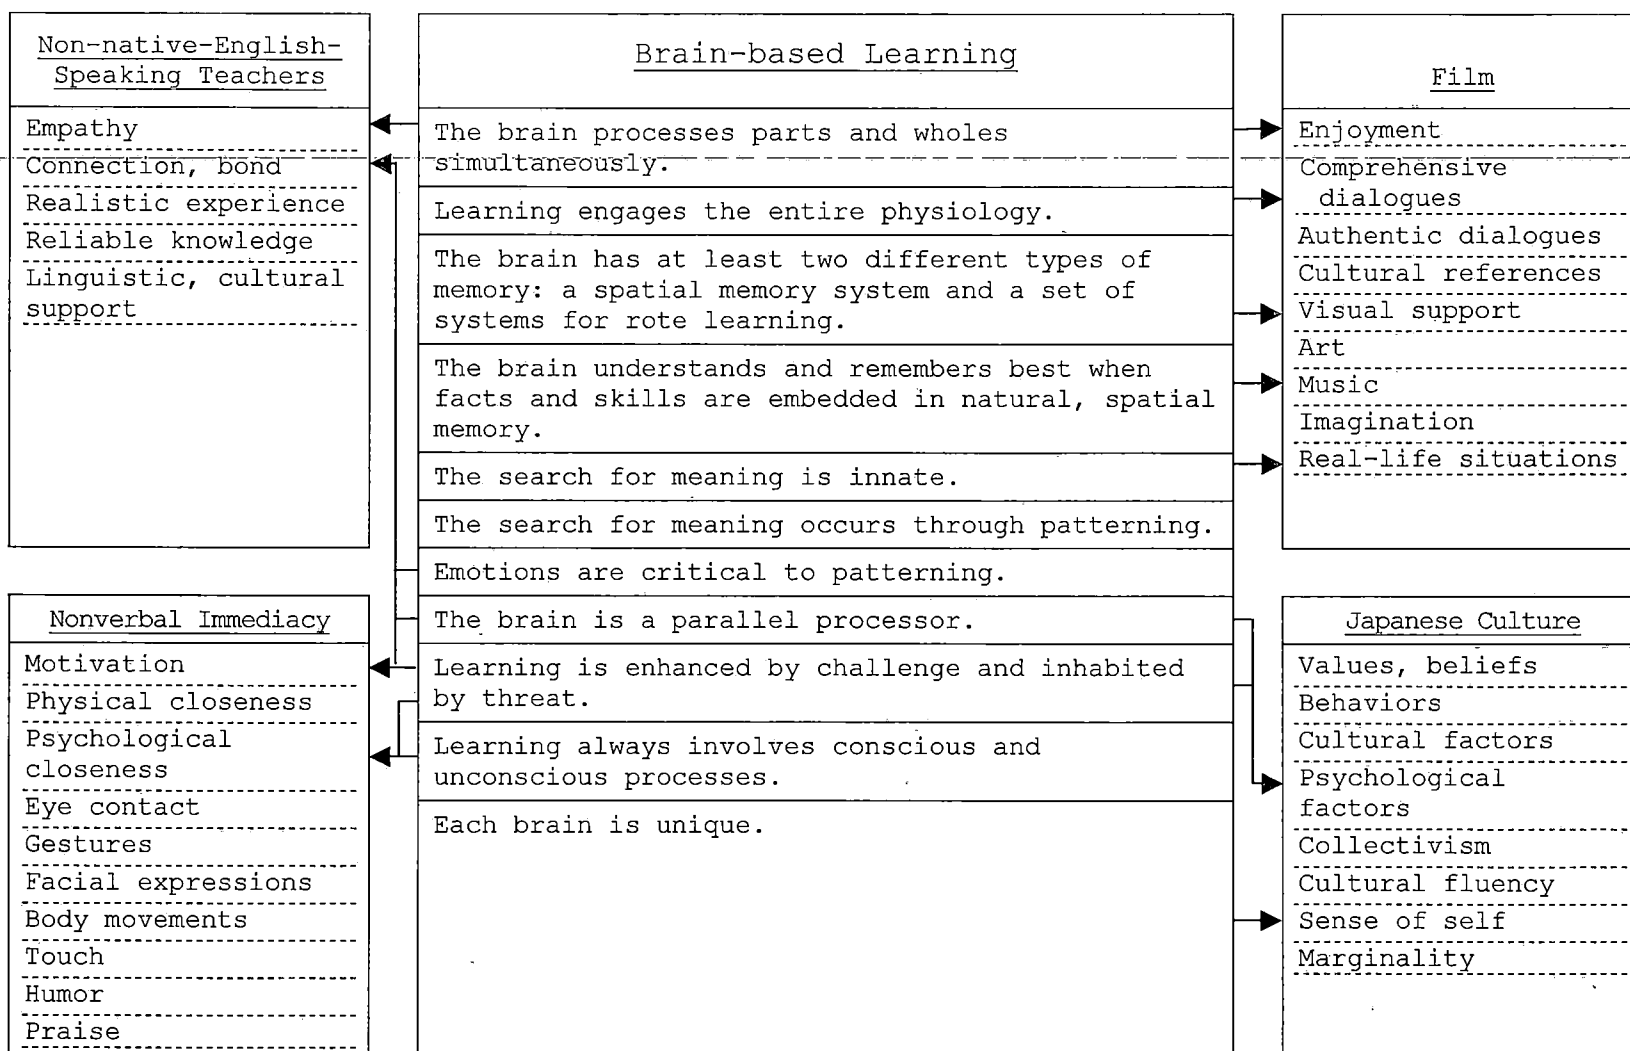 Non-native-English-
Speaking Teachers
Empathy
Connection, bond
Realistic experience
Reliable knowledge
Linguistic, cultural
support
Nonverbal Immediacy
Motivation
Physical closeness
Psychological
closeness
Eye contact
Gestures
Facial expressions
Body movements
Touch
Humor
Praise
Brain-based Learning
The brain processes parts and wholes
simultaneously.
Learning engages the entire physiology.
The brain has at least two different types of
memory: a spatial memory system and a set of
systems for rote learning.
The brain understands and remembers best when
facts and skills are embedded in natural, spatial
memory.
The search for meaning is innate.
The search for meaning occurs through patterning.
Emotions are critical to patterning.
The brain is a parallel processor.
Learning is enhanced by challenge and inhabited
by threat.
Learning always involves conscious and
unconscious processes.
Each brain is unique.
Film
Enjoyment
Comprehensive
dialogues
Authentic dialogues
Cultural references
Visual support
Art
Music
Imagination
Real-life situations
Japanese Culture
Values, beliefs
Behaviors
Cultural factors
Psychological
factors
Collectivism
Cultural fluency
Sense of self
Marginality